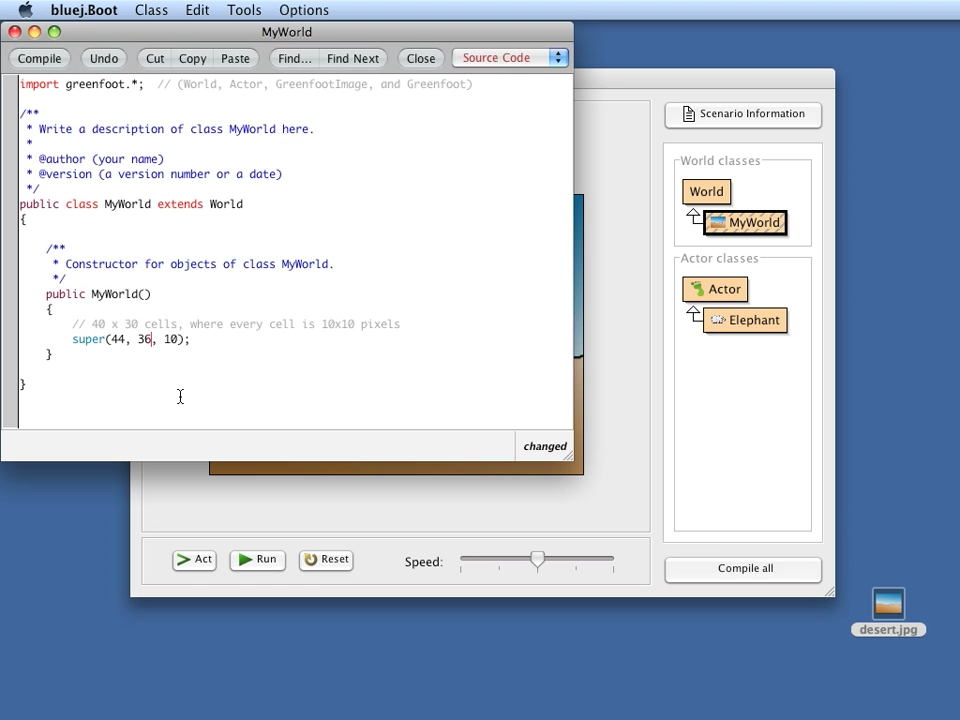 bluej.Boot Class Edit Tools Options
MyWorld
Compile Undo Cut Copy Paste Find... Find Next Close Source Code
import greenfoot.*;  // (World, Actor, GreenfootImage, and Greenfoot)
/**
 * Write a description of class MyWorld here.
 *
 * @author (your name)
 * @version (a version number or a date)
 */
public class MyWorld extends World
{
    /**
     * Constructor for objects of class MyWorld.
     */
    public MyWorld()
    {
        // 40 x 30 cells, where every cell is 10x10 pixels
        super(44, 36, 10);
    }
}
changed
Scenario Information
World classes
World
MyWorld
Actor classes
Actor
Elephant
Act Run Reset Speed: Compile all
desert.jpg